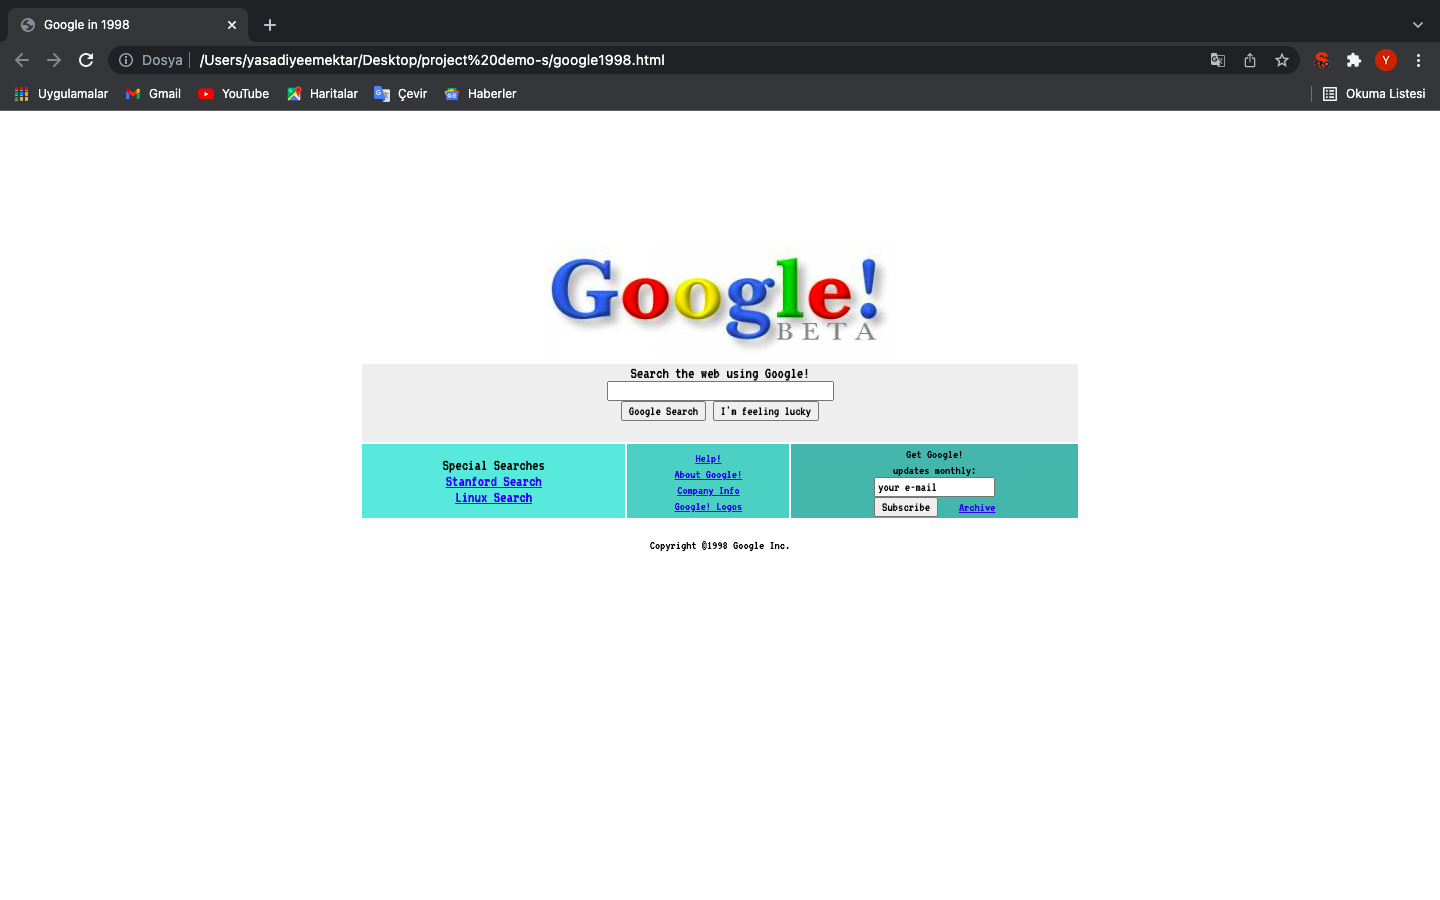 Google in 1998
Dosya
/Users/yasadiyeemektar/Desktop/project%20demo-s/google1998.html
SEO
Y
Uygulamalar
Gmail
YouTube
Haritalar
Çevir
Haberler
Okuma Listesi
Google!
BETA
Search the web using Google!
Google Search
I'm feeling lucky
Special Searches
Stanford Search
Linux Search
Help!
About Google!
Company Info
Google! Logos
Get Google!
updates monthly:
your e-mail
Subscribe
Archive
Copyright ©1998 Google Inc.